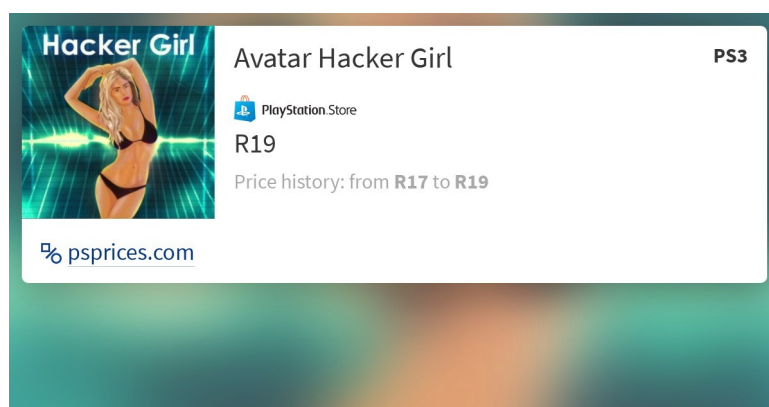 Hacker Girl
Avatar Hacker Girl
PS3
PlayStation.Store
R19
Price history: from R17 to R19
psprices.com